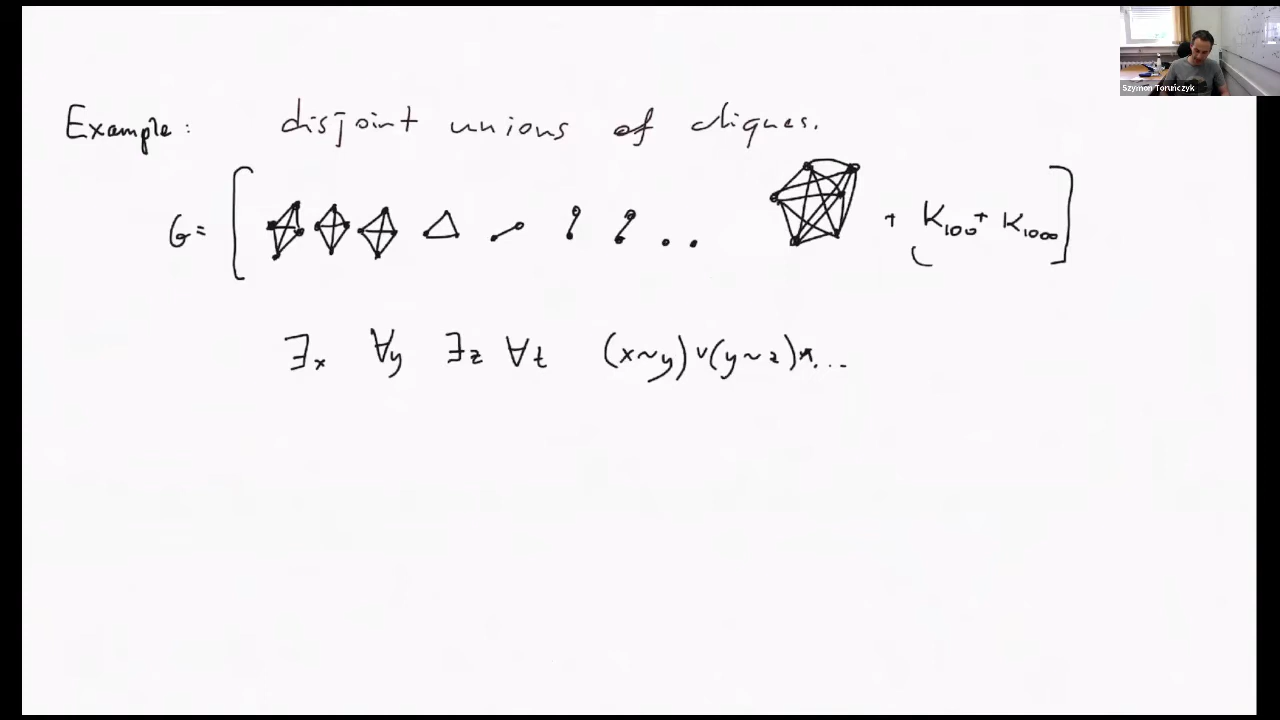 Szymon Toruńczyk
Example: disjoint unions of cliques.
G = [ + K₁₀₀ + K₁₀₀₀ ]
∃x ∀y ∃z ∀t (x~y)∨(y~z)∧...